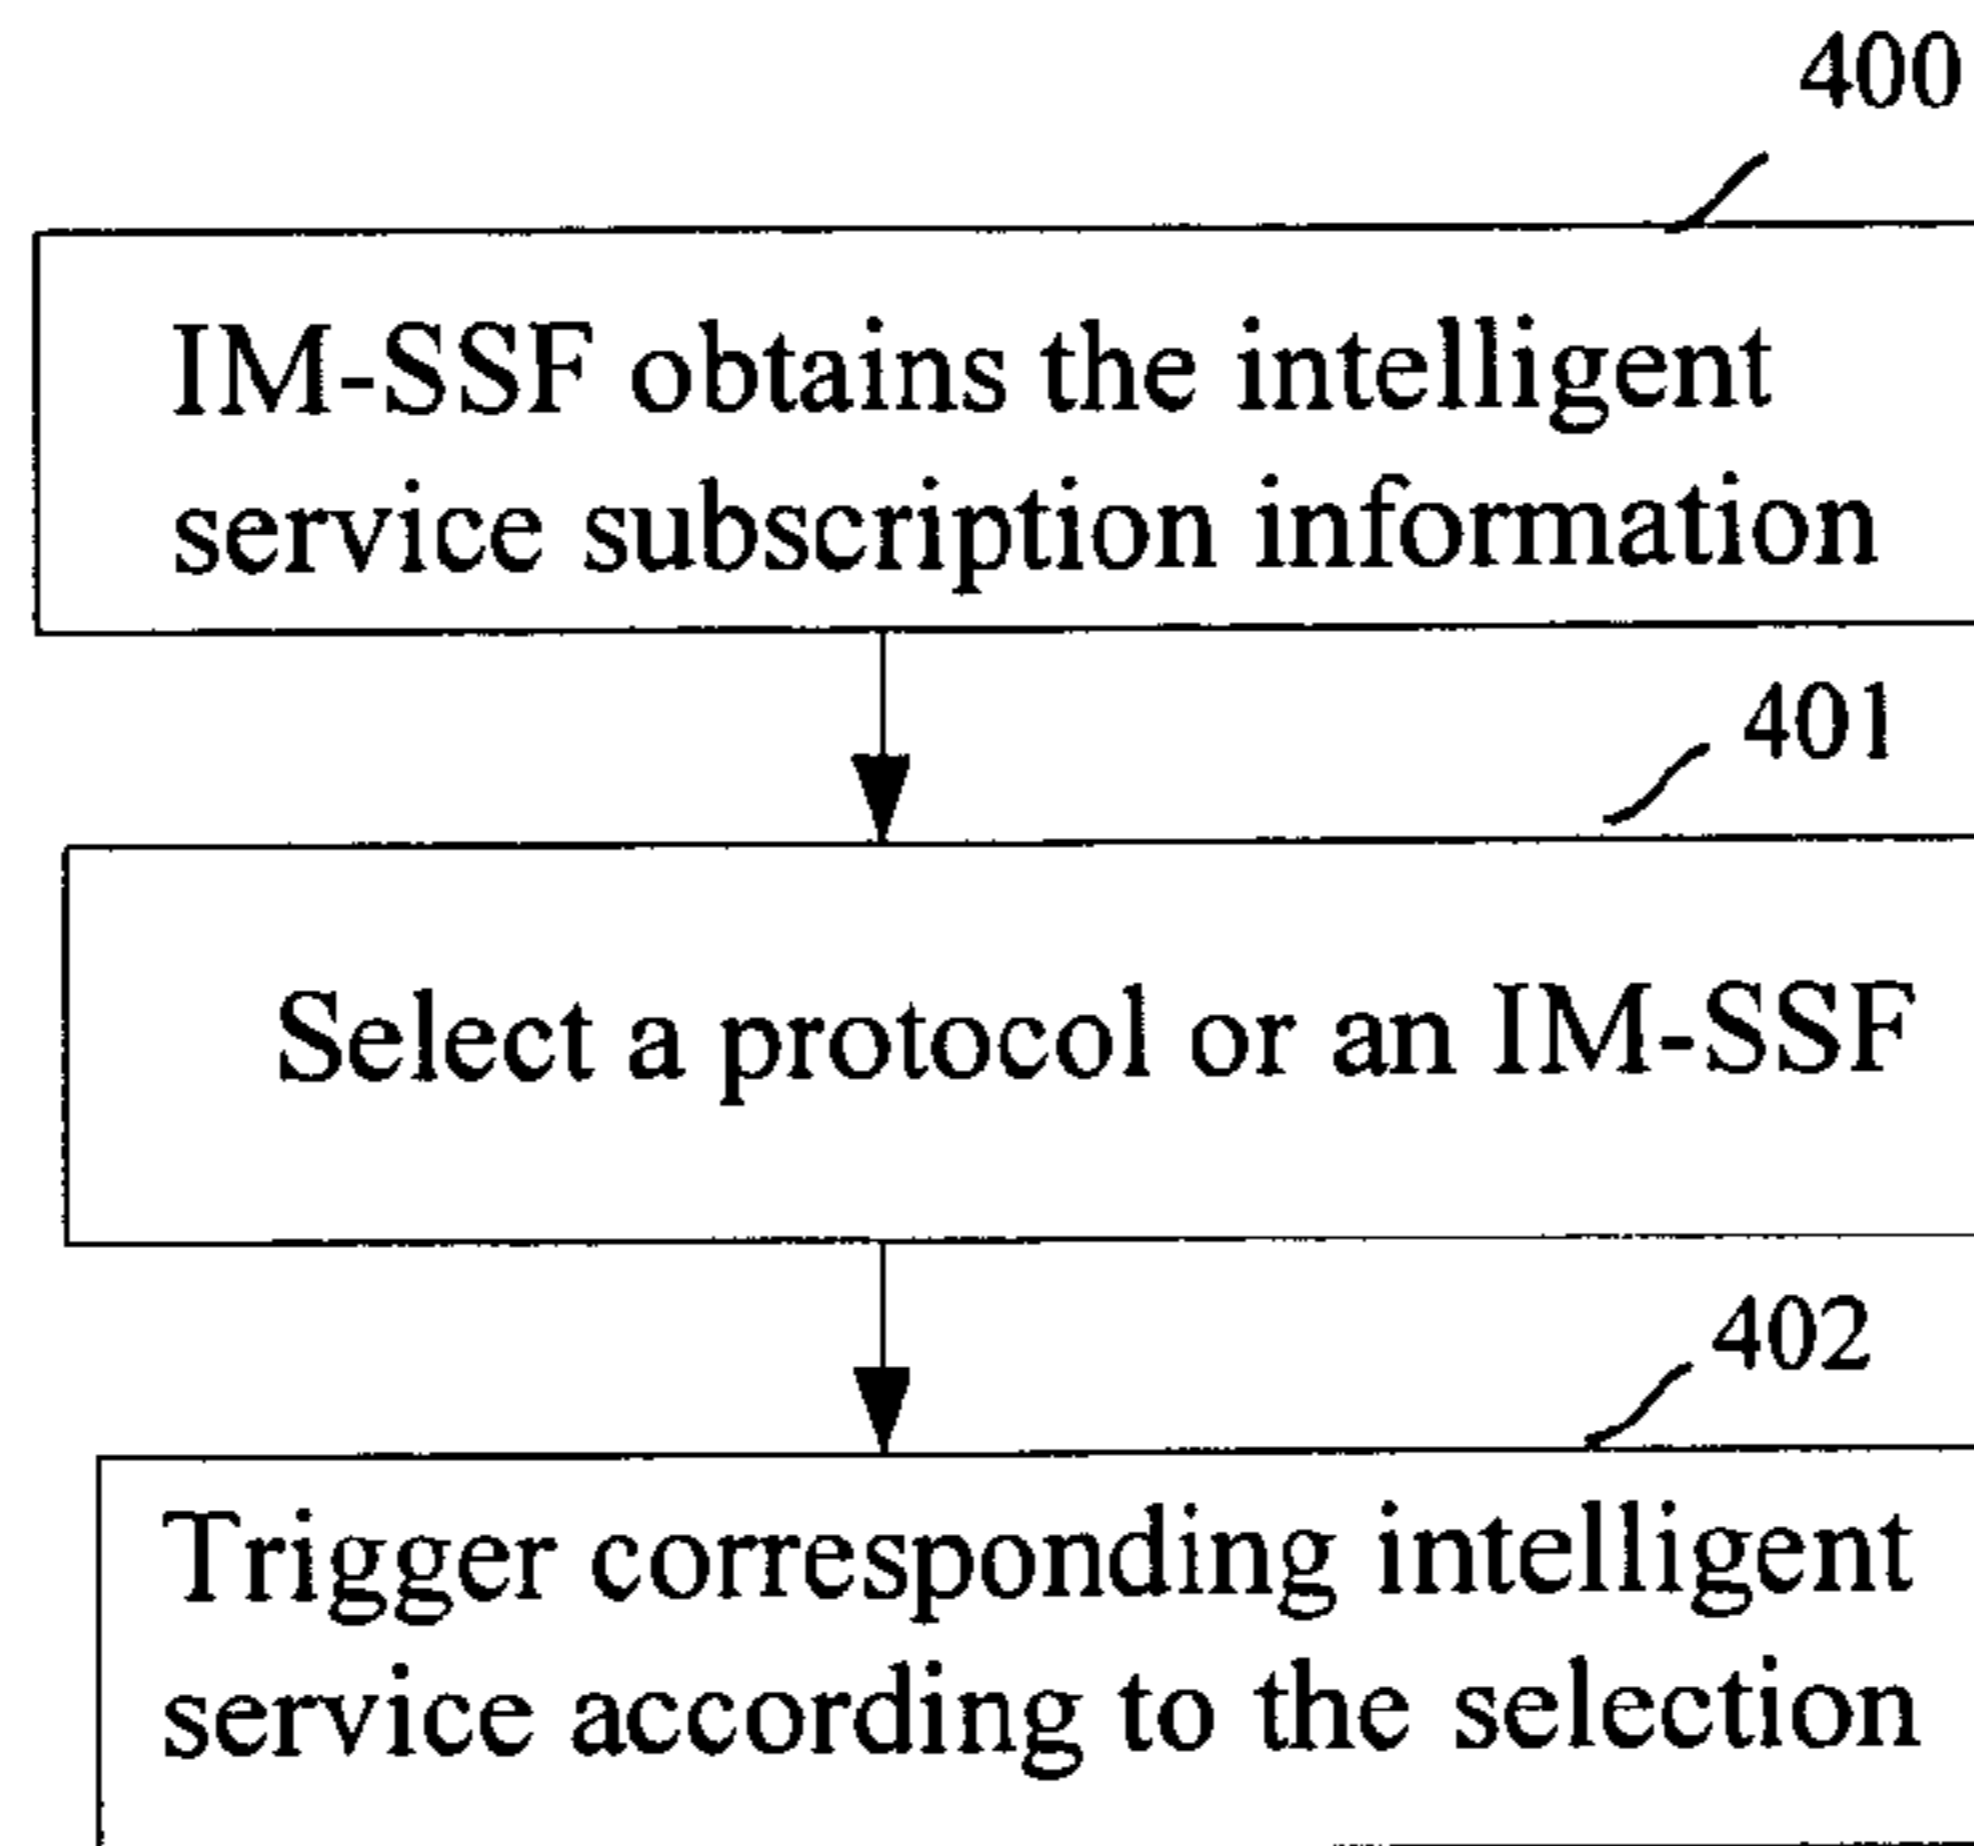 400
IM-SSF obtains the intelligent
service subscription information
401
Select a protocol or an IM-SSF
402
Trigger corresponding intelligent
service according to the selection